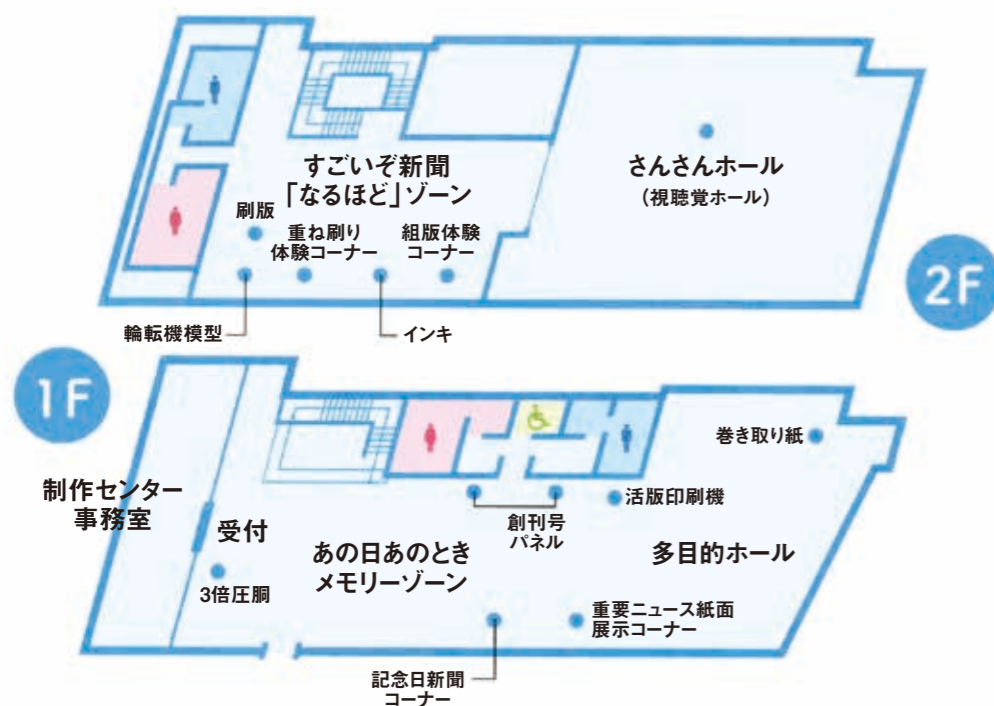 すごいぞ新聞
「なるほど」ゾーン
さんさんホール
(視聴覚ホール)
刷版
重ね刷り
体験コーナー
組版体験
コーナー
2F
輪転機模型
インキ
1F
巻き取り紙
制作センター
事務室
受付
創刊号
パネル
活版印刷機
あの日あのとき
メモリーゾーン
多目的ホール
3倍圧胴
重要ニュース紙面
展示コーナー
記念日新聞
コーナー